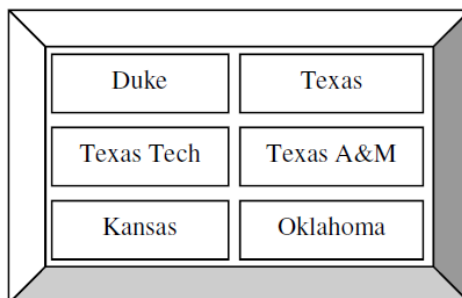 Duke
Texas
Texas Tech
Texas A&M
Kansas
Oklahoma